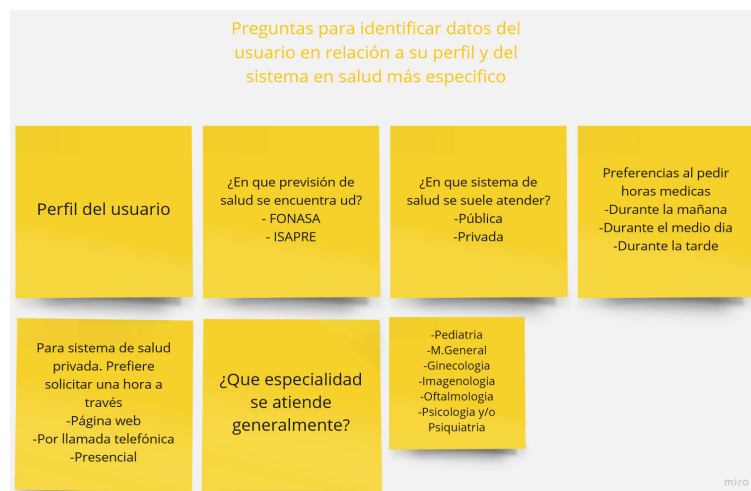 Preguntas para identificar datos del
usuario en relación a su perfil y del
sistema en salud más especifico
Perfil del usuario
¿En que previsión de
salud se encuentra ud?
- FONASA
- ISAPRE
¿En que sistema de
salud se suele atender?
-Pública
-Privada
Preferencias al pedir
horas medicas
-Durante la mañana
-Durante el medio dia
-Durante la tarde
Para sistema de salud
privada. Prefiere
solicitar una hora a
través
-Página web
-Por llamada telefónica
-Presencial
¿Que especialidad
se atiende
generalmente?
-Pediatria
-M.General
-Ginecologia
-Imagenologia
-Oftalmologia
-Psicologia y/o
Psiquiatria
miro